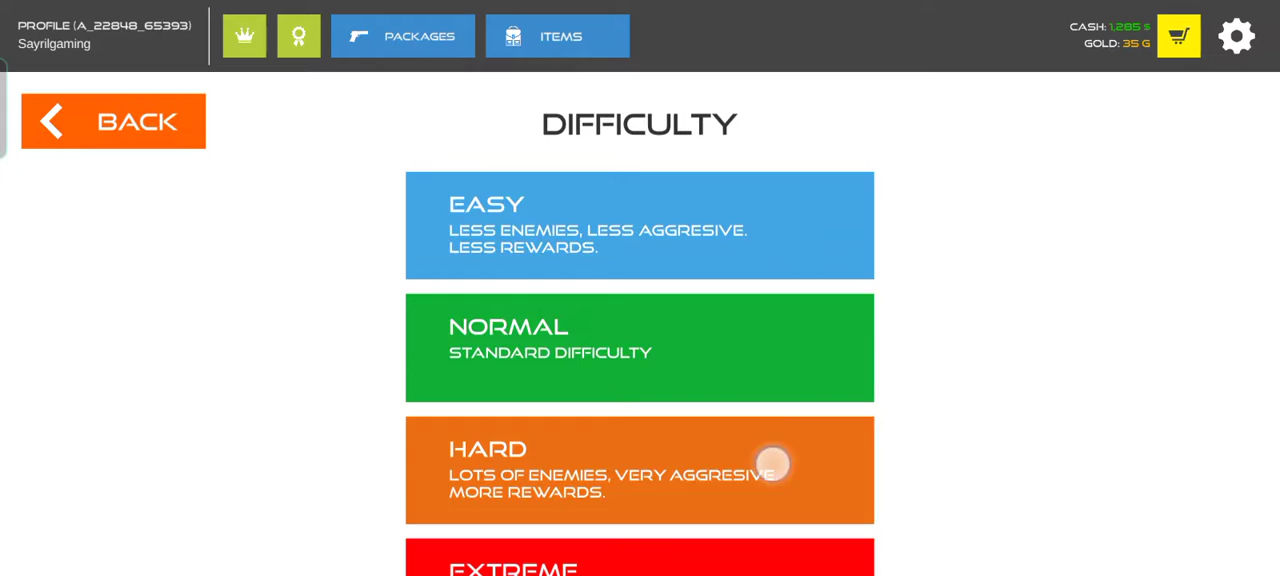 PROFILE (A_22848_65393)
Sayrilgaming
PACKAGES
ITEMS
CASH: 1,285 $
GOLD: 35 G
BACK
DIFFICULTY
EASY
LESS ENEMIES, LESS AGGRESIVE.
LESS REWARDS.
NORMAL
STANDARD DIFFICULTY
HARD
LOTS OF ENEMIES, VERY AGGRESIVE
MORE REWARDS.
EXTREME